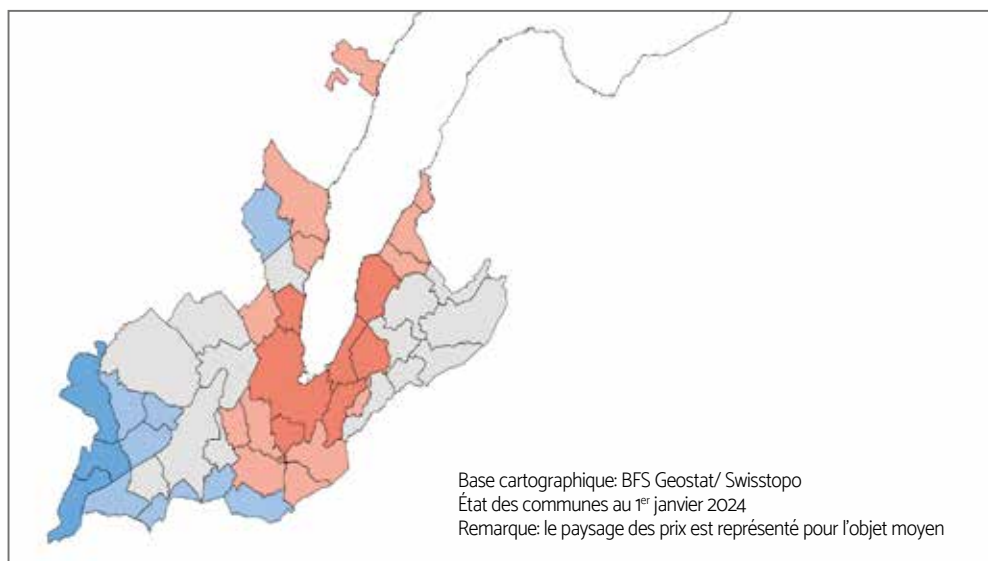 Base cartographique: BFS Geostat/ Swisstopo
État des communes au 1er janvier 2024
Remarque: le paysage des prix est représenté pour l'objet moyen